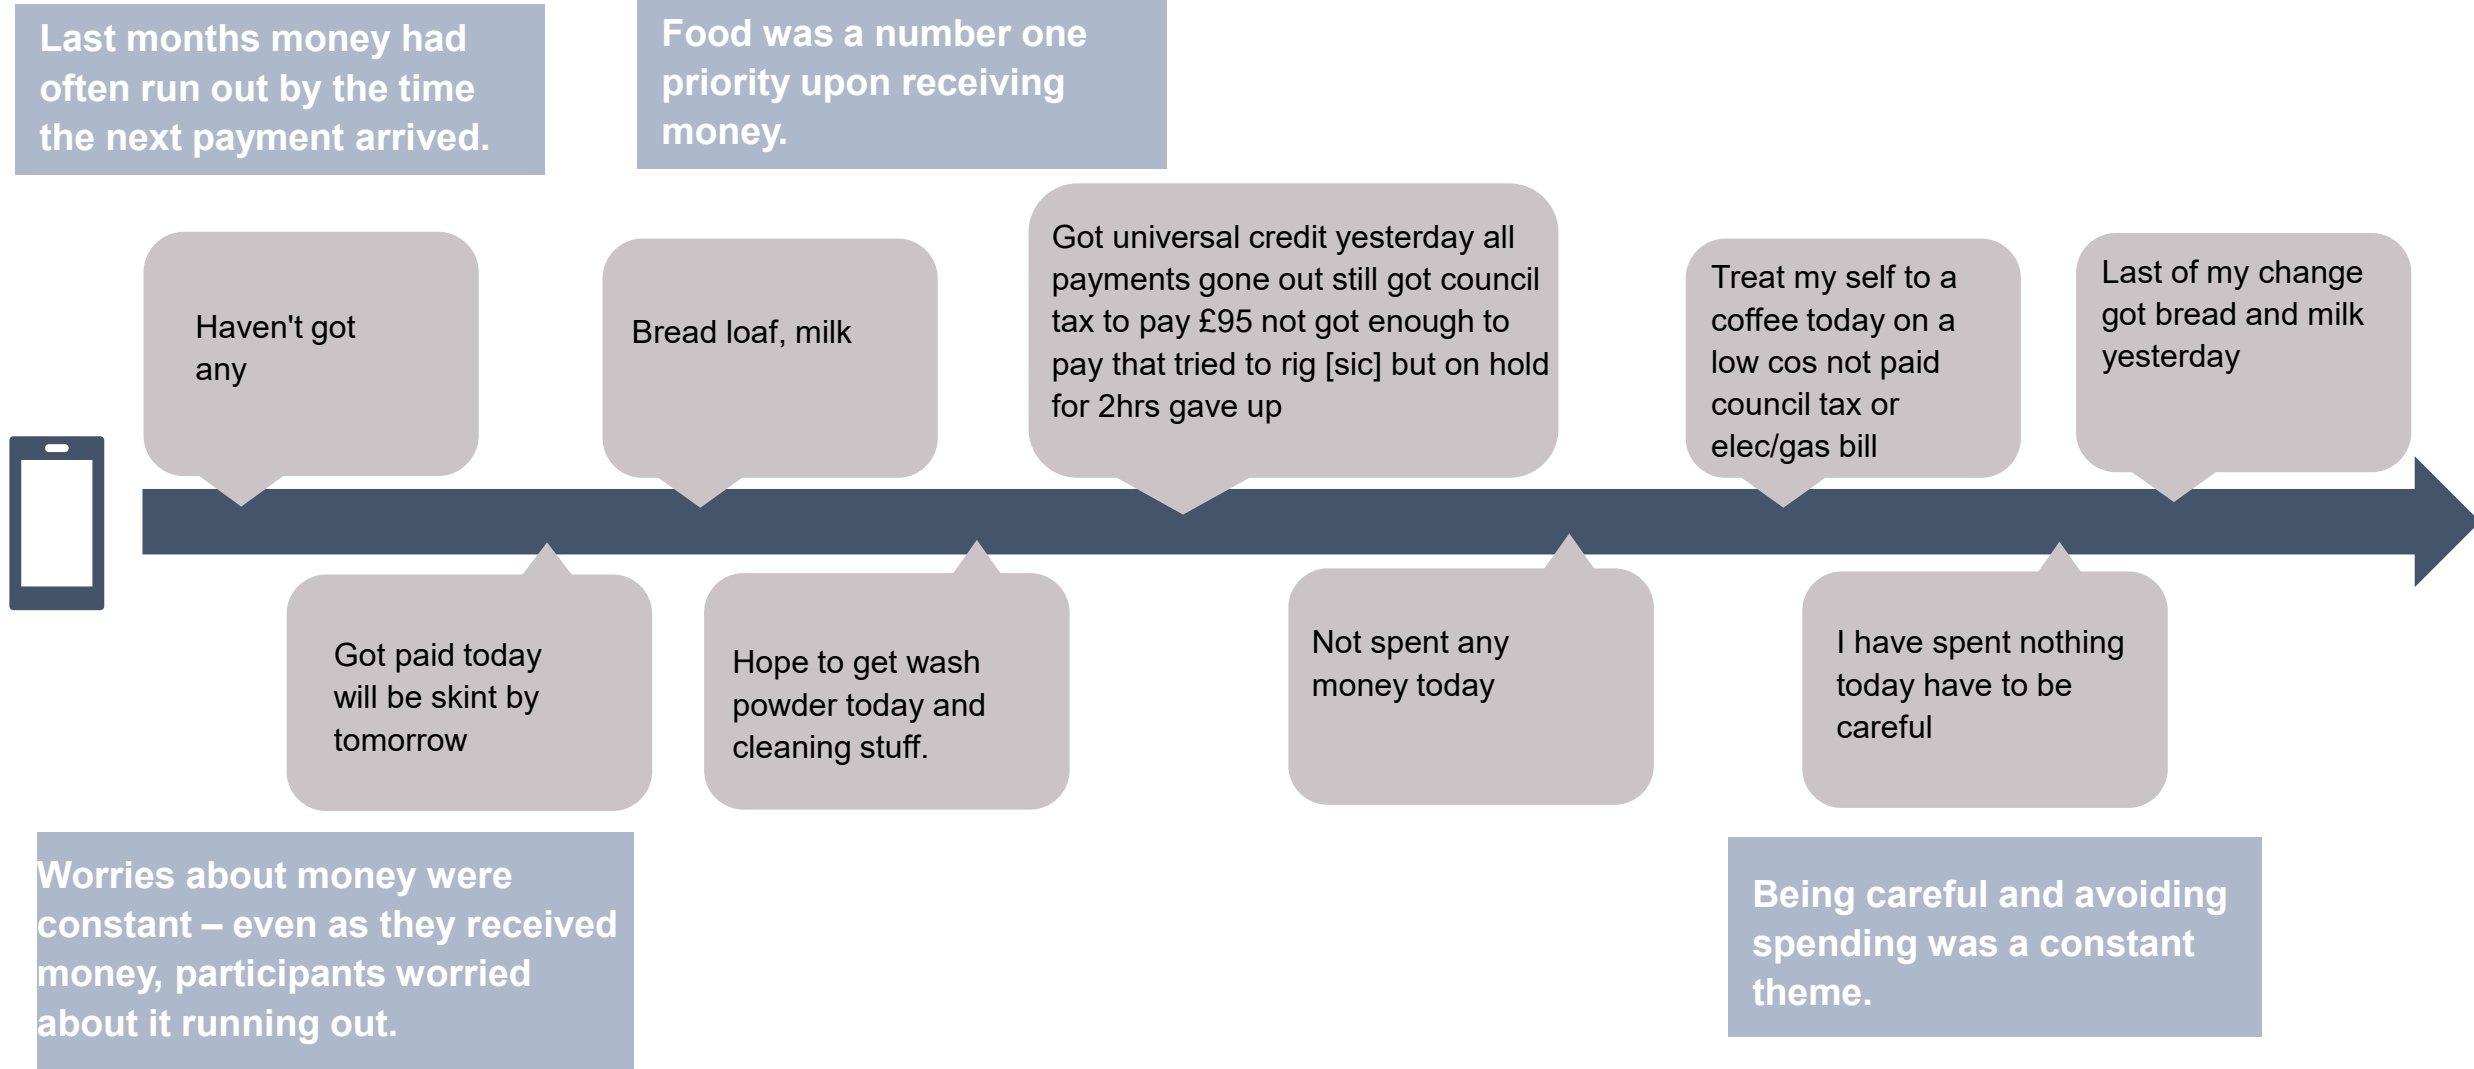 Last months money had
often run out by the time
the next payment arrived.
Food was a number one
priority upon receiving
money.
Haven't got
any
Bread loaf, milk
Got universal credit yesterday all
payments gone out still got council
tax to pay £95 not got enough to
pay that tried to rig [sic] but on hold
for 2hrs gave up
Treat my self to a
coffee today on a
low cos not paid
council tax or
elec/gas bill
Last of my change
got bread and milk
yesterday
Got paid today
will be skint by
tomorrow
Hope to get wash
powder today and
cleaning stuff.
Not spent any
money today
I have spent nothing
today have to be
careful
Worries about money were
constant – even as they received
money, participants worried
about it running out.
Being careful and avoiding
spending was a constant
theme.